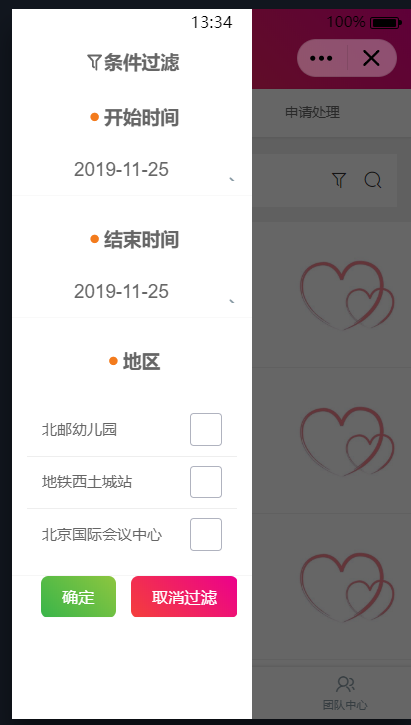 13:34
100%
条件过滤
开始时间
2019-11-25
结束时间
2019-11-25
地区
北邮幼儿园
地铁西土城站
北京国际会议中心
确定 取消过滤
申请处理
团队中心